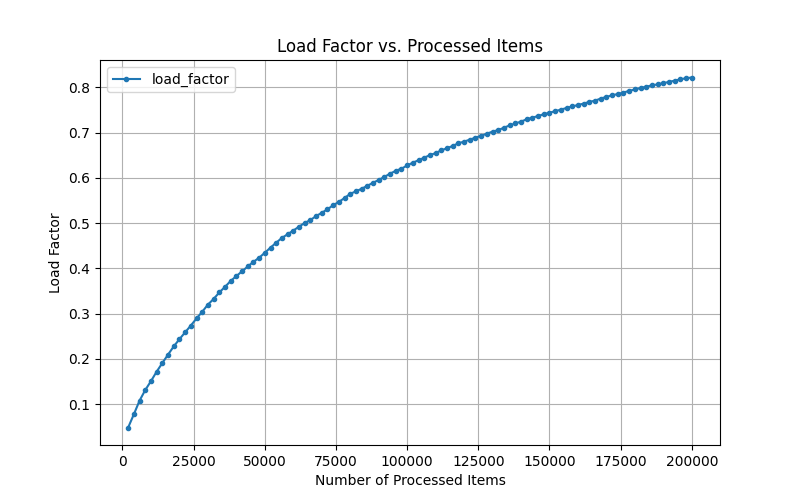 Load Factor vs. Processed Items
load_factor
Load Factor
0.8
0.7
0.6
0.5
0.4
0.3
0.2
0.1
0 25000 50000 75000 100000 125000 150000 175000 200000
Number of Processed Items